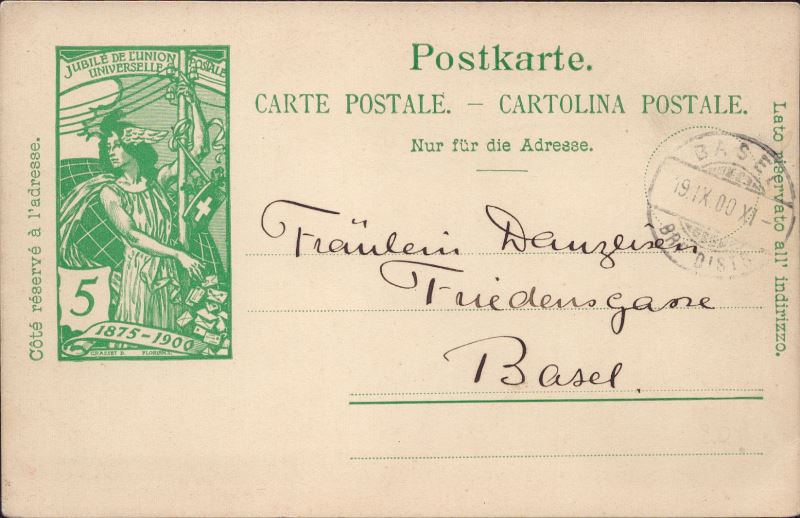 Postkarte.
CARTE POSTALE. — CARTOLINA POSTALE.
Nur für die Adresse.
JUBILÉ DE L'UNION POSTALE
UNIVERSELLE
5
1875-1900
GRASSET D. FLORIAN S.
Côté réservé à l'adresse.
Lato riservato all' indirizzo.
BASEL
19.IX.00 XI
Fräulein
Friedensgasse
Basel.